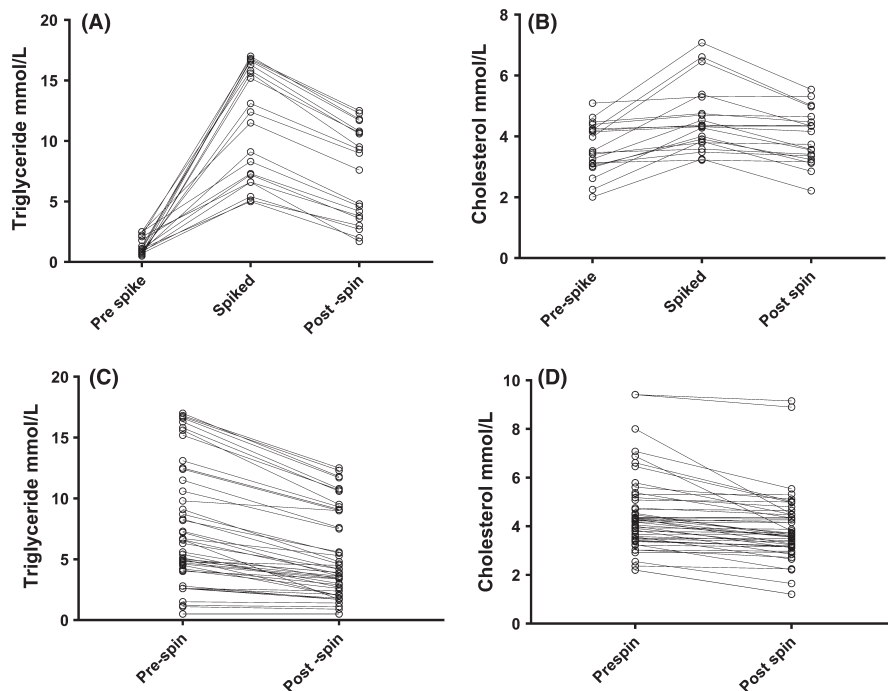 (A)
Triglyceride mmol/L
20
15
10
5
0
Pre spike
Spiked
Post -spin
(B)
Cholesterol mmol/L
8
6
4
2
0
Pre-spike
Spiked
Post spin
(C)
Triglyceride mmol/L
20
15
10
5
0
Pre-spin
Post -spin
(D)
Cholesterol mmol/L
10
8
6
4
2
0
Prespin
Post spin